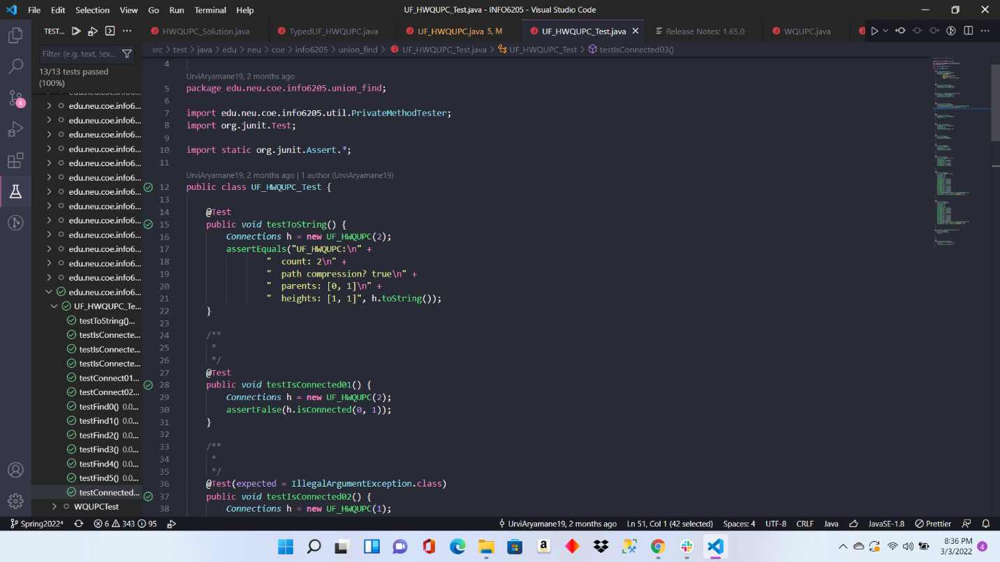 File Edit Selection View Go Run Terminal Help
UF_HWQUPC_Test.java - INFO6205 - Visual Studio Code
TEST...
HWQUPC_Solution.java
TypedUF_HWQUPC.java
UF_HWQUPC.java 5, M
UF_HWQUPC_Test.java
Release Notes: 1.65.0
WQUPC.java
Filter (e.g. text, !ex...
13/13 tests passed
(100%)
edu.neu.coe.info6...
edu.neu.coe.info6...
edu.neu.coe.info6...
edu.neu.coe.info6...
edu.neu.coe.info6...
edu.neu.coe.info6...
edu.neu.coe.info6...
edu.neu.coe.info6...
edu.neu.coe.info6...
edu.neu.coe.info6...
edu.neu.coe.info6...
edu.neu.coe.info6...
edu.neu.coe.info6...
edu.neu.coe.info6...
UF_HWQUPC_Te...
testToString()...
testIsConnecte...
testIsConnecte...
testIsConnecte...
testConnect01...
testConnect02...
testFind0() 0.0...
testFind1() 0.0...
testFind2() 0.0...
testFind3() 0.0...
testFind4() 0.0...
testFind5() 0.0...
testConnected...
WQUPCTest
6
src > test > java > edu > neu > coe > info6205 > union_find > UF_HWQUPC_Test.java > UF_HWQUPC_Test > testIsConnected03()
4
UrviAryamane19, 2 months ago
5 package edu.neu.coe.info6205.union_find;
6
7 import edu.neu.coe.info6205.util.PrivateMethodTester;
8 import org.junit.Test;
9
10 import static org.junit.Assert.*;
11
UrviAryamane19, 2 months ago | 1 author (UrviAryamane19)
12 public class UF_HWQUPC_Test {
13
14 @Test
15 public void testToString() {
16 Connections h = new UF_HWQUPC(2);
17 assertEquals("UF_HWQUPC:\n" +
18 "  count: 2\n" +
19 "  path compression? true\n" +
20 "  parents: [0, 1]\n" +
21 "  heights: [1, 1]", h.toString());
22 }
23
24 /**
25 *
26 */
27 @Test
28 public void testIsConnected01() {
29 Connections h = new UF_HWQUPC(2);
30 assertFalse(h.isConnected(0, 1));
31 }
32
33 /**
34 *
35 */
36 @Test(expected = IllegalArgumentException.class)
37 public void testIsConnected02() {
38 Connections h = new UF_HWQUPC(1);
Spring2022* 6 343 95
UrviAryamane19, 2 months ago Ln 51, Col 1 (42 selected) Spaces: 4 UTF-8 CRLF Java JavaSE-1.8 Prettier
8:36 PM
3/3/2022
4